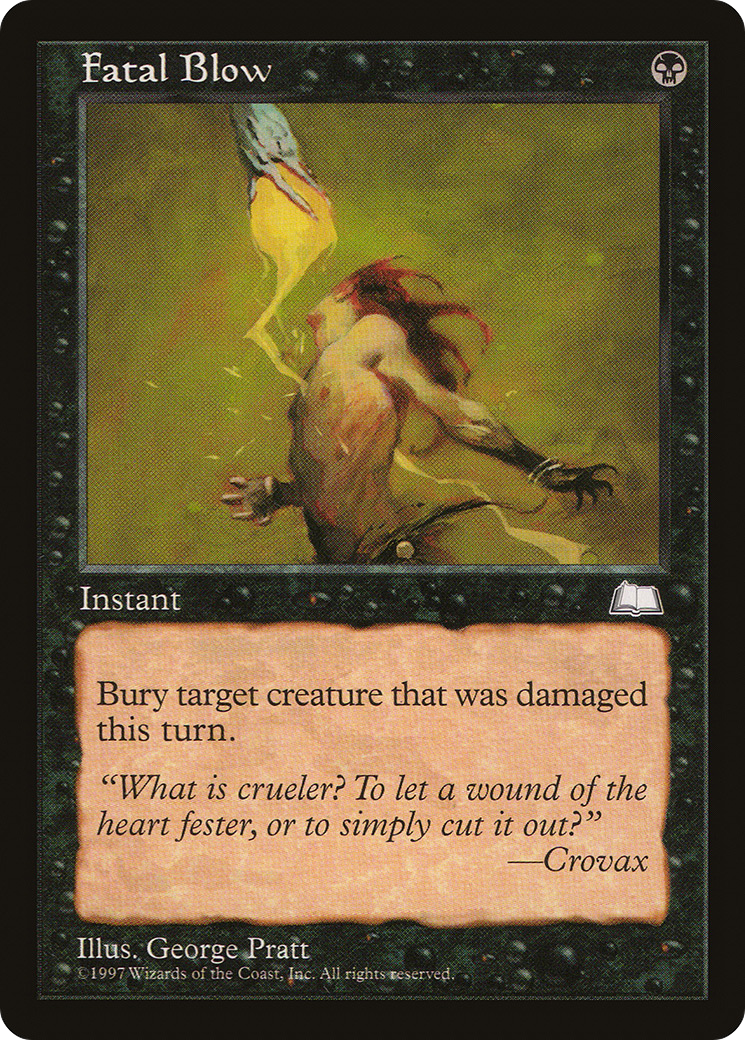 Fatal Blow
Instant
Bury target creature that was damaged
this turn.
“What is crueler? To let a wound of the
heart fester, or to simply cut it out?”
—Crovax
Illus. George Pratt
©1997 Wizards of the Coast, Inc. All rights reserved.